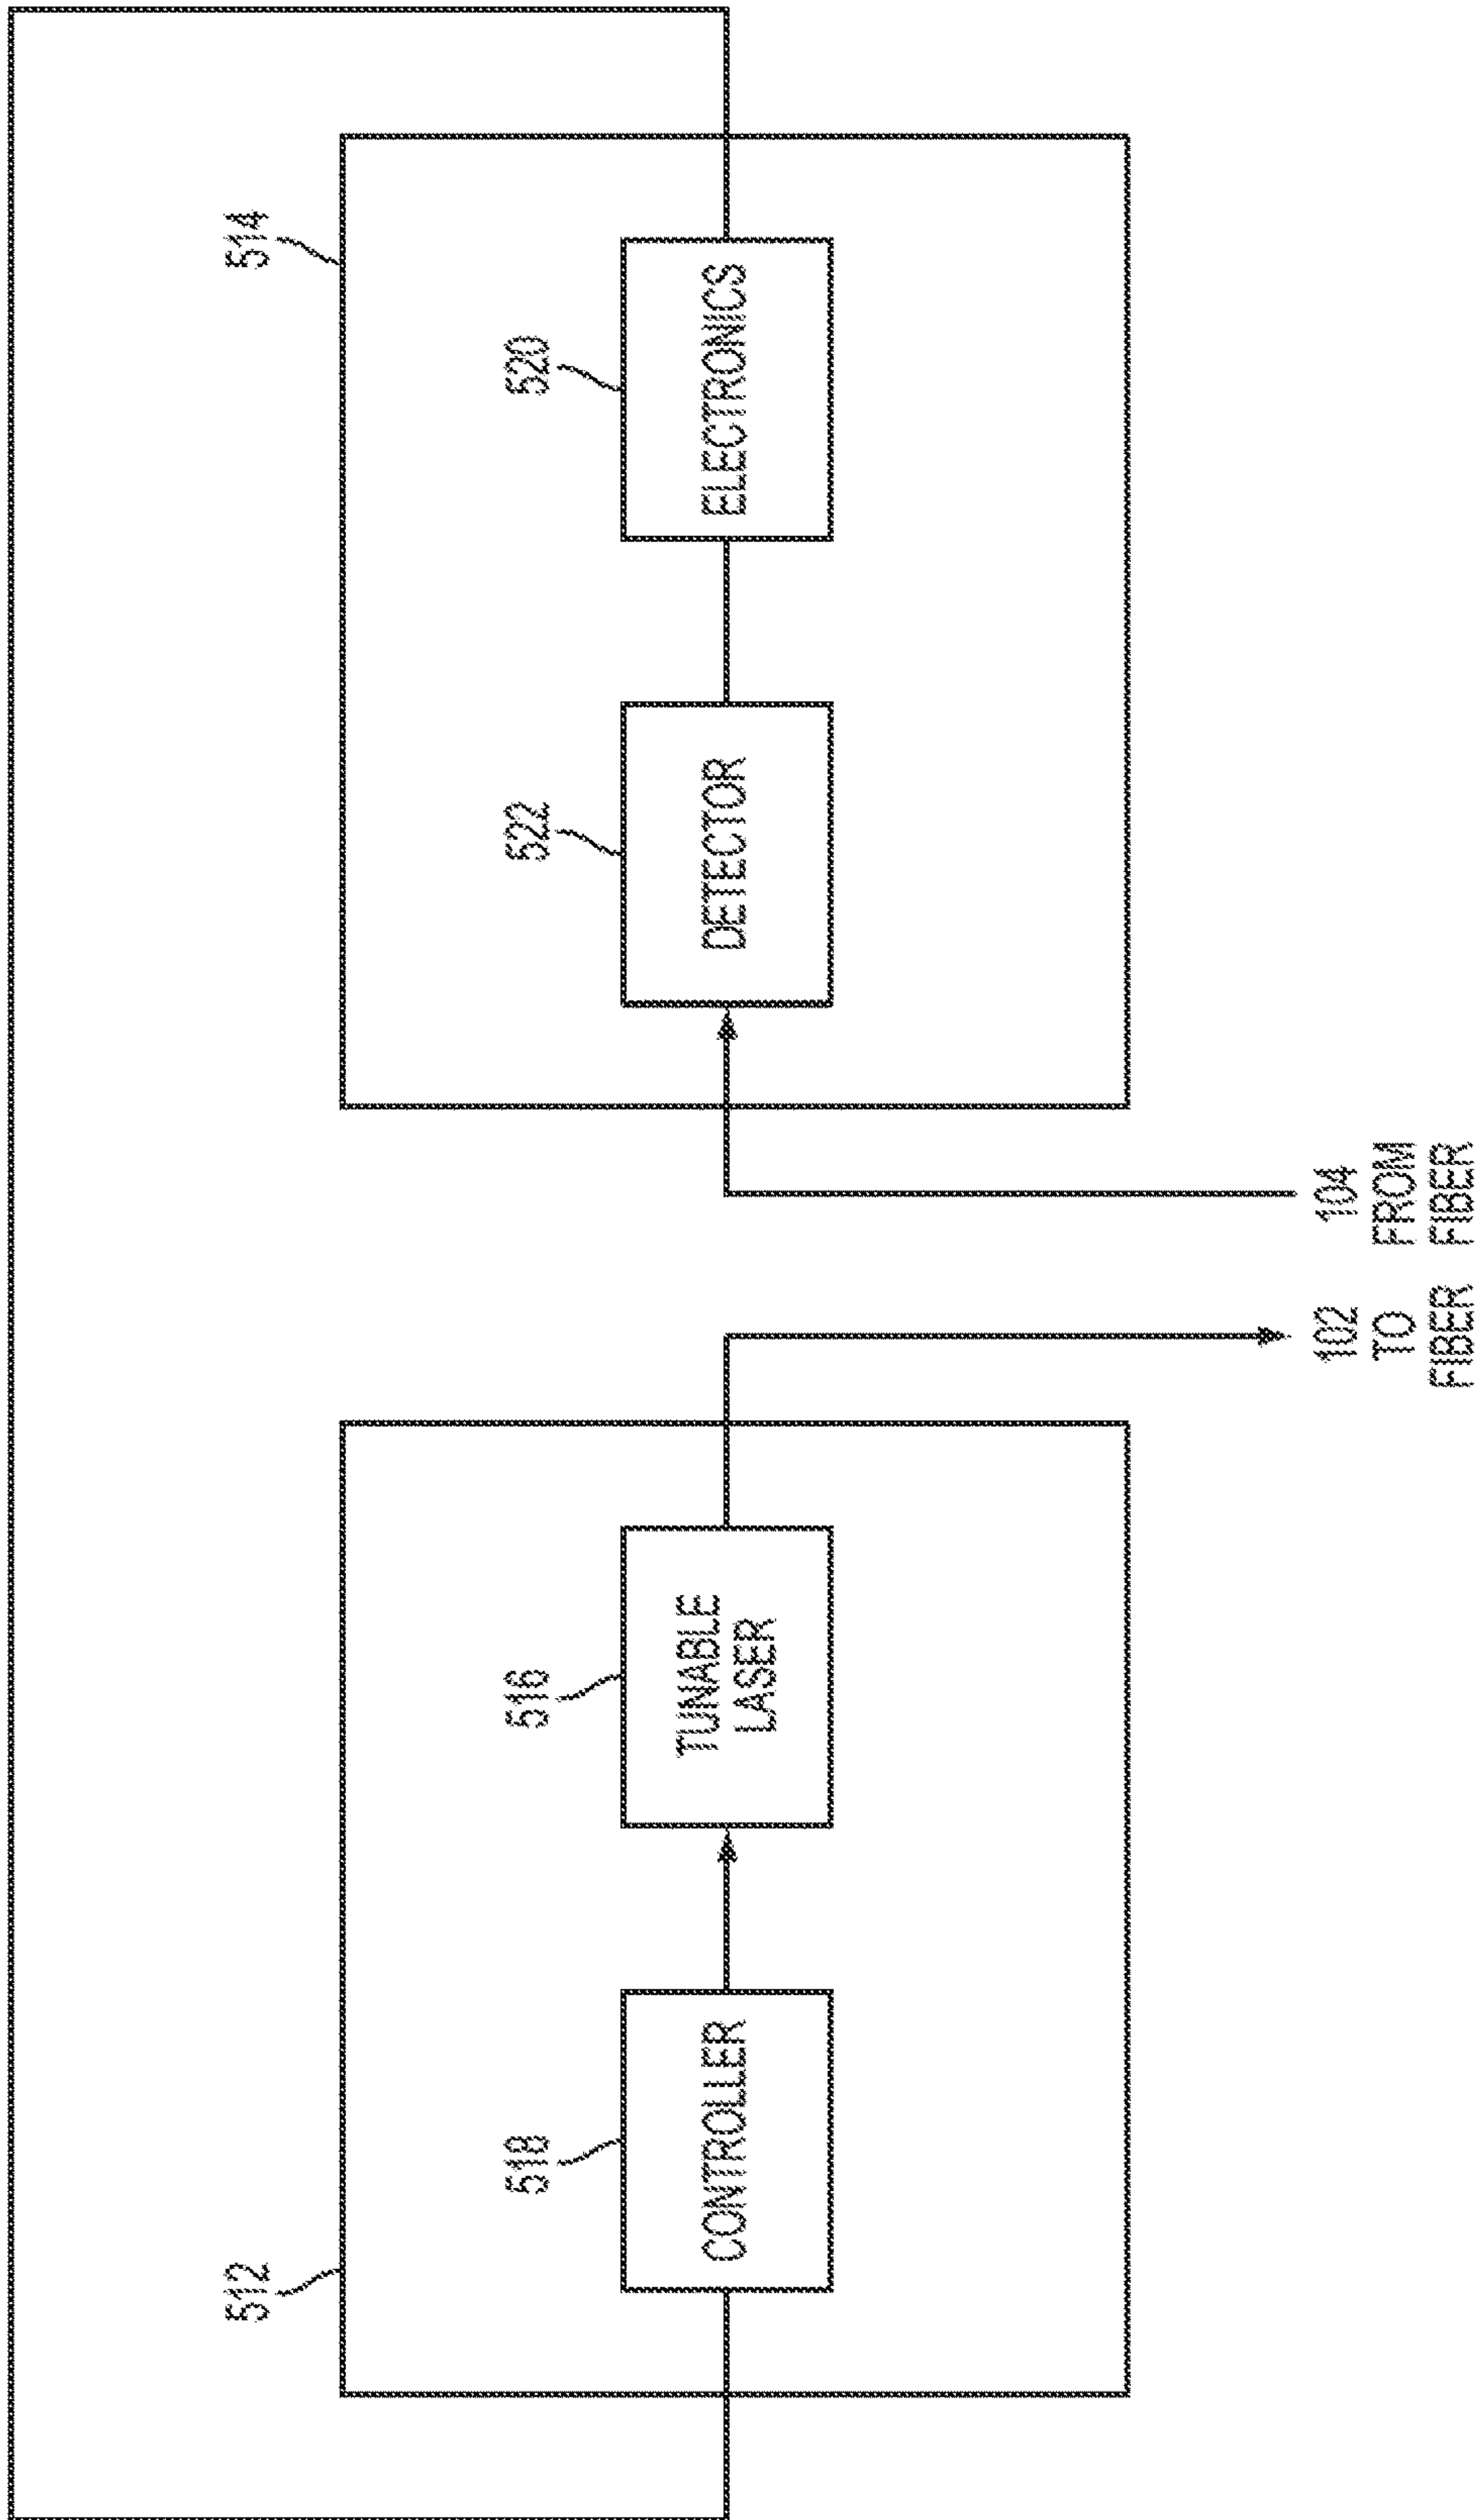 512
514
518
516
522
520
CONTROLLER
TUNABLE
LASER
DETECTOR
ELECTRONICS
102
TO
FIBER
104
FROM
FIBER